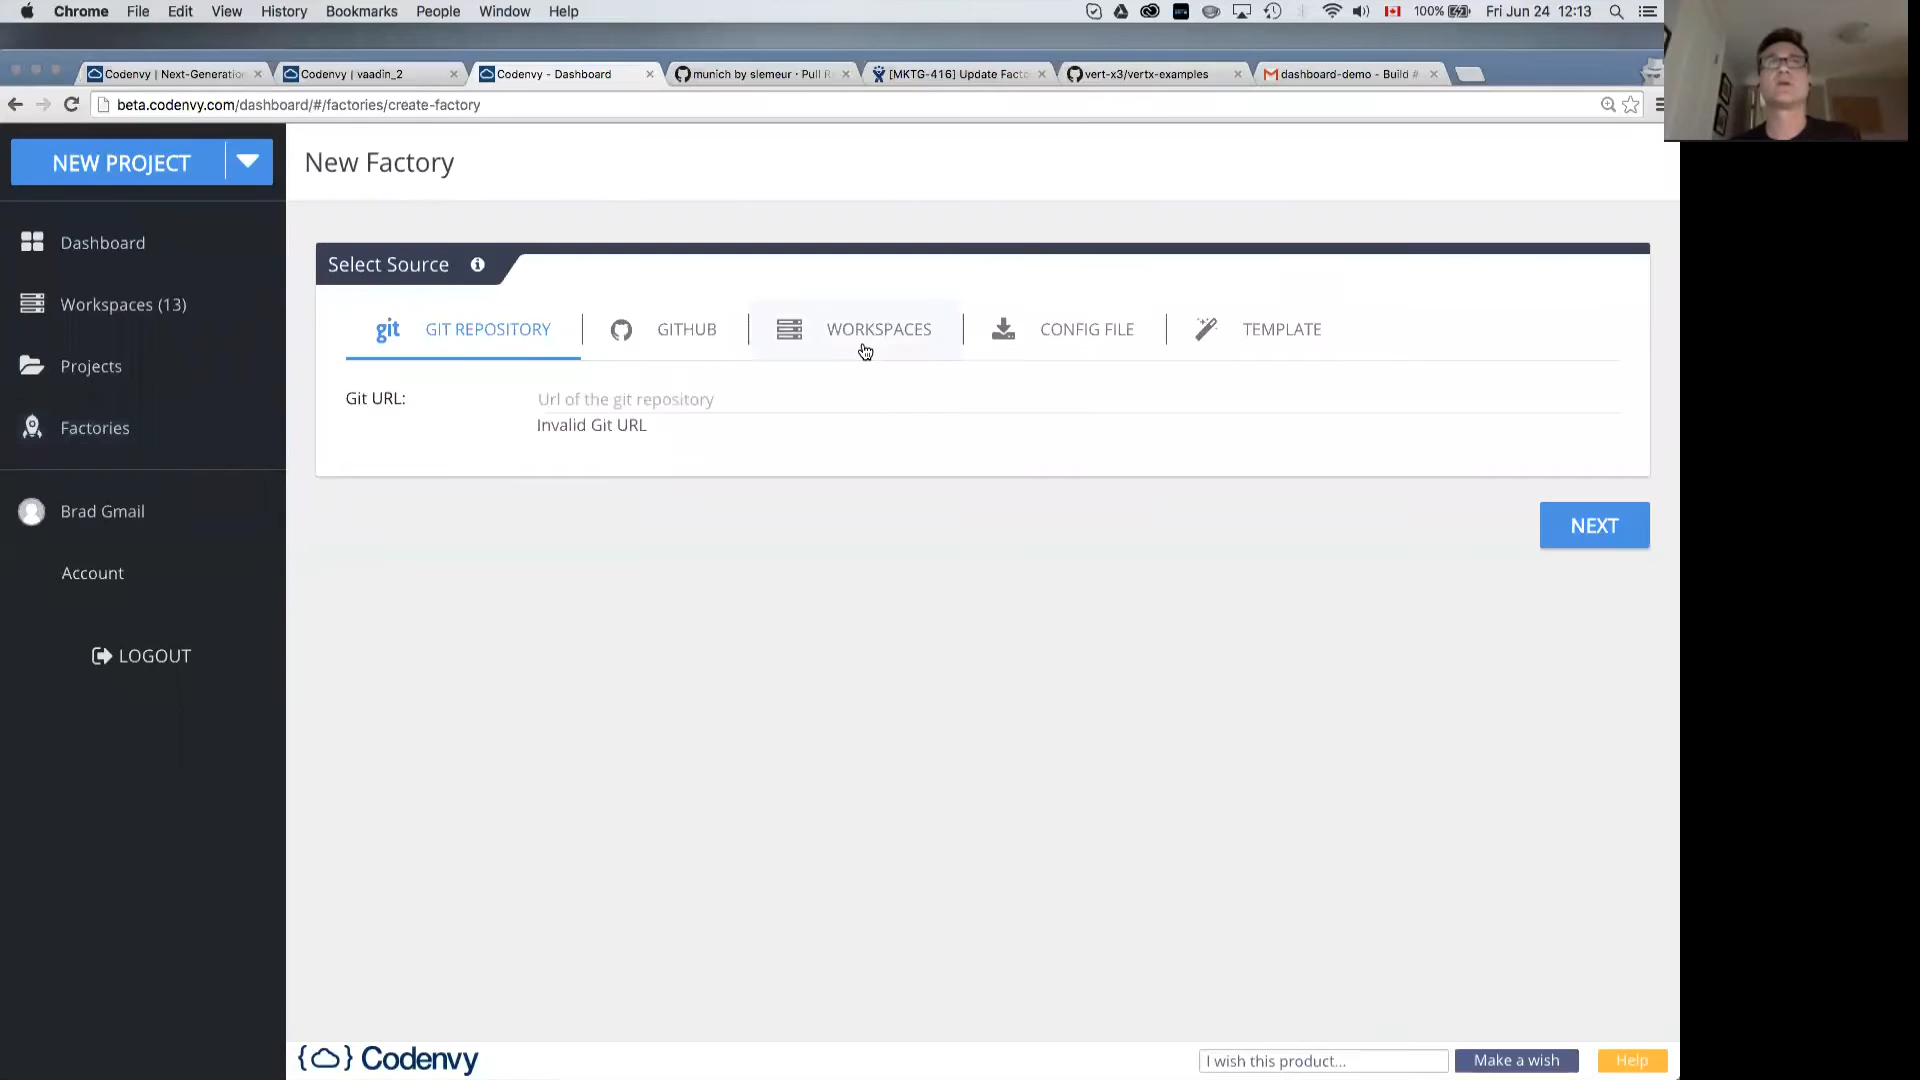 Chrome File Edit View History Bookmarks People Window Help 100% Fri Jun 24 12:13
Codenvy | Next-Generation Codenvy | vaadin_2 Codenvy - Dashboard munich by slemeur · Pull R [MKTG-416] Update Facto vert-x3/vertx-examples dashboard-demo - Build #
beta.codenvy.com/dashboard/#/factories/create-factory
NEW PROJECT
New Factory
Dashboard
Workspaces (13)
Projects
Factories
Brad Gmail
Account
LOGOUT
Select Source
git GIT REPOSITORY GITHUB WORKSPACES CONFIG FILE TEMPLATE
Git URL: Url of the git repository
Invalid Git URL
NEXT
{ } Codenvy
I wish this product... Make a wish Help